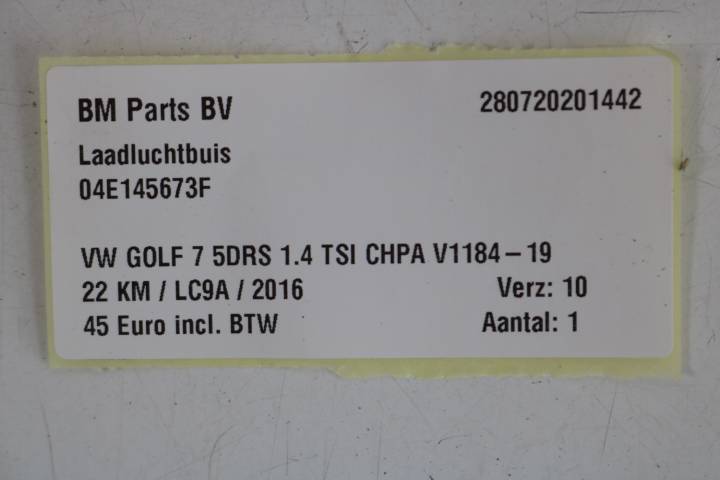 BM Parts BV 280720201442
Laadluchtbuis
04E145673F
VW GOLF 7 5DRS 1.4 TSI CHPA V1184-19
22 KM / LC9A / 2016 Verz: 10
45 Euro incl. BTW Aantal: 1